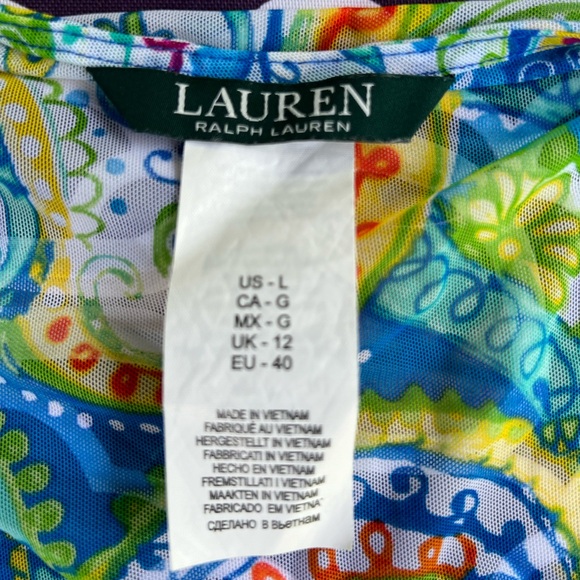 LAUREN
RALPH LAUREN
US - L
CA - G
MX - G
UK - 12
EU - 40
MADE IN VIETNAM
FABRIQUÉ AU VIETNAM
HERGESTELLT IN VIETNAM
FABBRICATI IN VIETNAM
HECHO EN VIETNAM
FREMSTILLAT I VIETNAM
MAAKTEN IN VIETNAM
FABRICADO EM VIETNA
СДЕЛАНО В Вьетнам